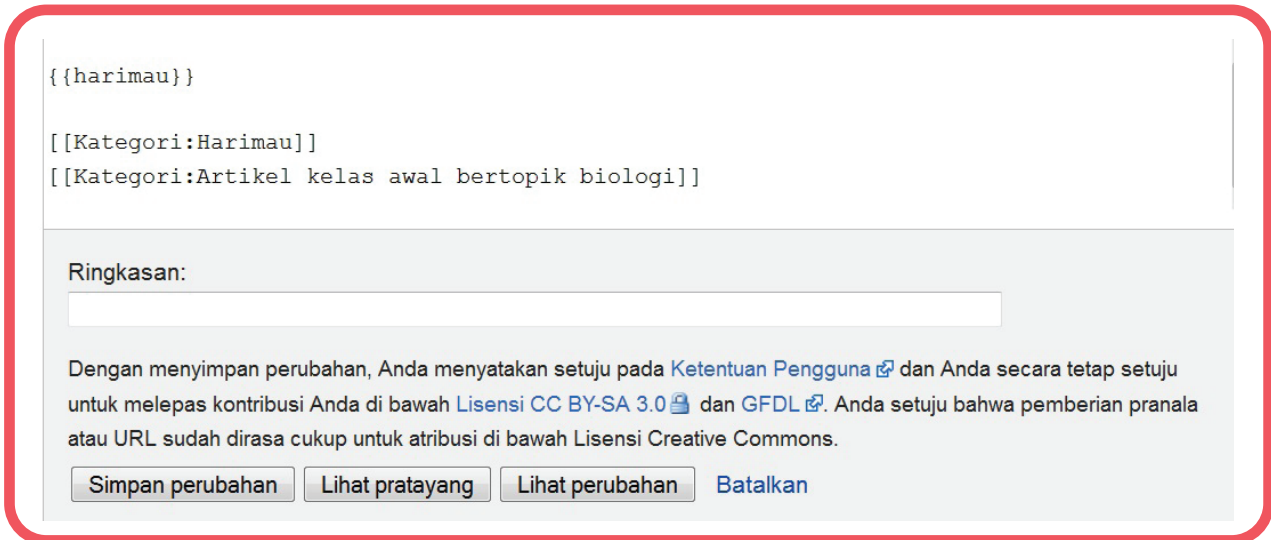 {{harimau}}
[[Kategori:Harimau]]
[[Kategori:Artikel kelas awal bertopik biologi]]
Ringkasan:
Dengan menyimpan perubahan, Anda menyatakan setuju pada Ketentuan Pengguna dan Anda secara tetap setuju
untuk melepas kontribusi Anda di bawah Lisensi CC BY-SA 3.0 dan GFDL. Anda setuju bahwa pemberian pranala
atau URL sudah dirasa cukup untuk atribusi di bawah Lisensi Creative Commons.
Simpan perubahan Lihat pratayang Lihat perubahan Batalkan